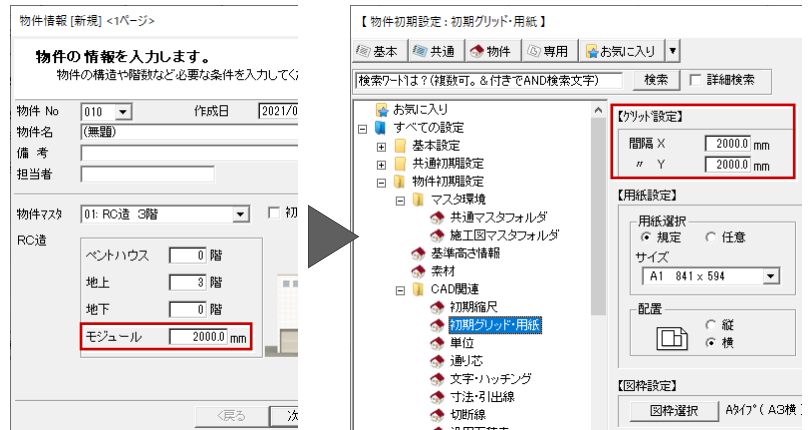 物件情報 [新規] <1ページ>
物件の情報を入力します。
物件の構造や階数など必要な条件を入力してく
物件 No 010 作成日 2021/0
物件名 (無題)
備 考
担当者
物件マスタ 01: RC造 3階 初
RC造
ペントハウス 0 階
地上 3 階
地下 0 階
モジュール 2000.0 mm
<戻る 次
【 物件初期設定 : 初期グリッド・用紙 】
基本 共通 物件 専用 お気に入り
検索ワードは？(複数可。&付きでAND検索文字) 検索 詳細検索
お気に入り
すべての設定
基本設定
共通初期設定
物件初期設定
マスタ環境
共通マスタフォルダ
施工図マスタフォルダ
基準高さ情報
素材
CAD関連
初期縮尺
初期グリッド・用紙
単位
通り芯
文字・ハッチング
寸法・引出線
切断線
【グリッド設定】
間隔 X 2000.0 mm
〃 Y 2000.0 mm
【用紙設定】
用紙選択
規定 任意
サイズ
A1 841 x 594
配置
縦
横
【図枠設定】
図枠選択 Aタイプ( A3横 )